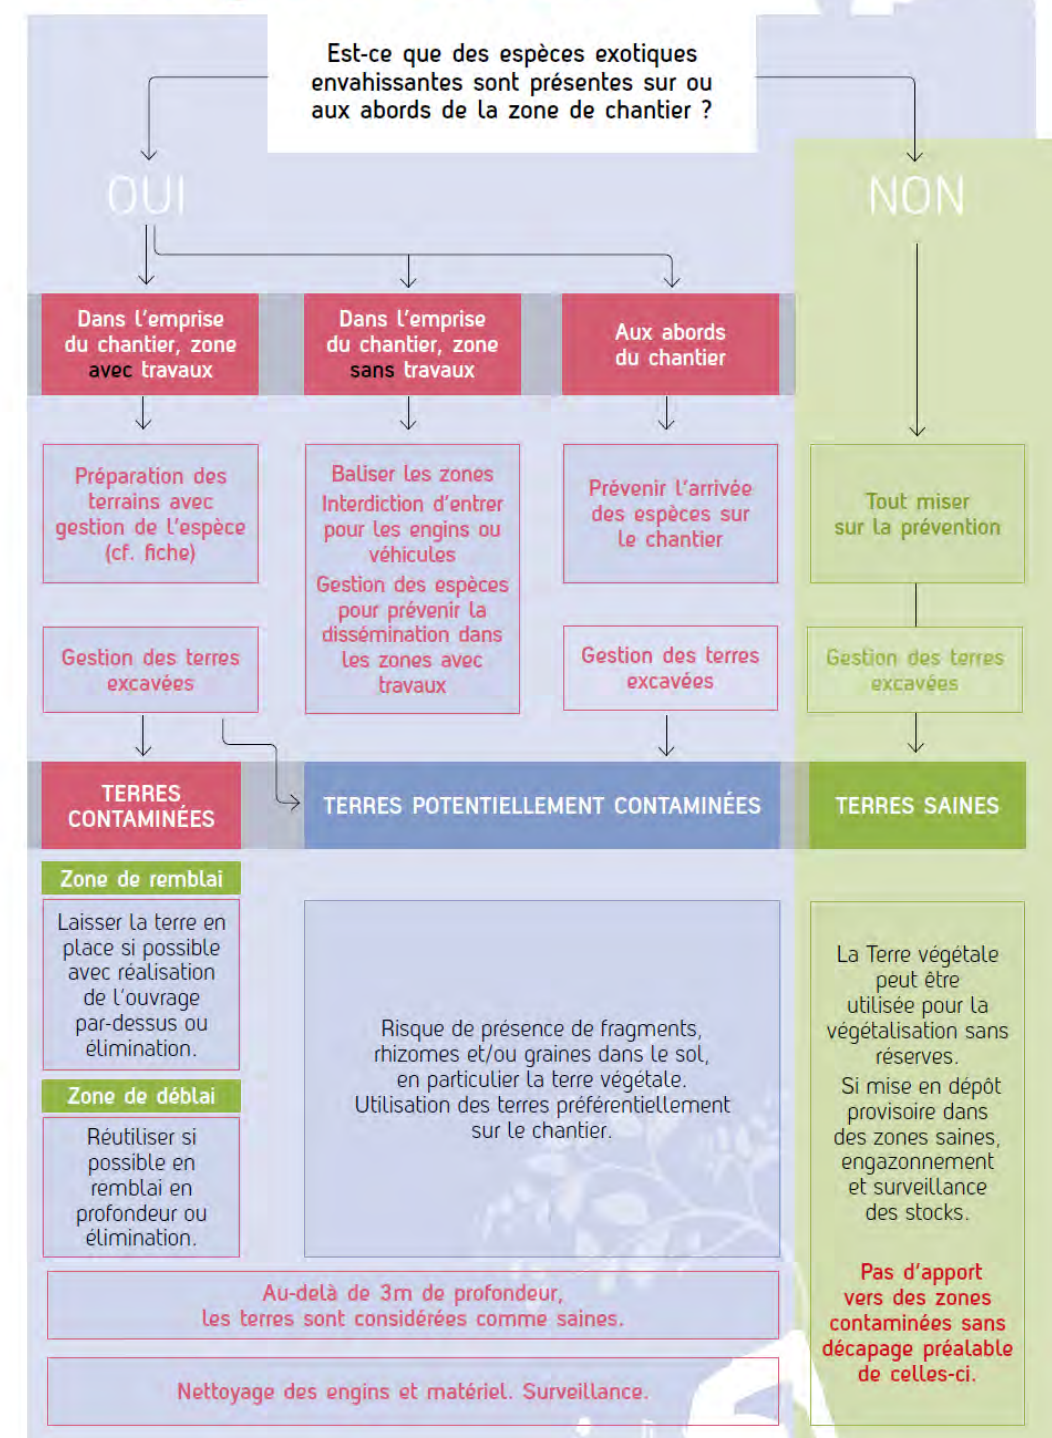 Est-ce que des espèces exotiques
envahissantes sont présentes sur ou
aux abords de la zone de chantier ?
OUI
NON
Dans l'emprise
du chantier, zone
avec travaux
Dans l'emprise
du chantier, zone
sans travaux
Aux abords
du chantier
Préparation des
terrains avec
gestion de l'espèce
(cf. fiche)
Baliser les zones
Interdiction d'entrer
pour les engins ou
véhicules
Gestion des espèces
pour prévenir la
dissémination dans
les zones avec
travaux
Prévenir l'arrivée
des espèces sur
le chantier
Tout miser
sur la prévention
Gestion des terres
excavées
Gestion des terres
excavées
Gestion des terres
excavées
TERRES
CONTAMINÉES
TERRES POTENTIELLEMENT CONTAMINÉES
TERRES SAINES
Zone de remblai
Laisser la terre en
place si possible
avec réalisation
de l'ouvrage
par-dessus ou
élimination.
Zone de déblai
Réutiliser si
possible en
remblai en
profondeur ou
élimination.
Risque de présence de fragments,
rhizomes et/ou graines dans le sol,
en particulier la terre végétale.
Utilisation des terres préférentiellement
sur le chantier.
La Terre végétale
peut être
utilisée pour la
végétalisation sans
réserves.
Si mise en dépôt
provisoire dans
des zones saines,
engazonnement
et surveillance
des stocks.
Pas d'apport
vers des zones
contaminées sans
décapage préalable
de celles-ci.
Au-delà de 3m de profondeur,
les terres sont considérées comme saines.
Nettoyage des engins et matériel. Surveillance.